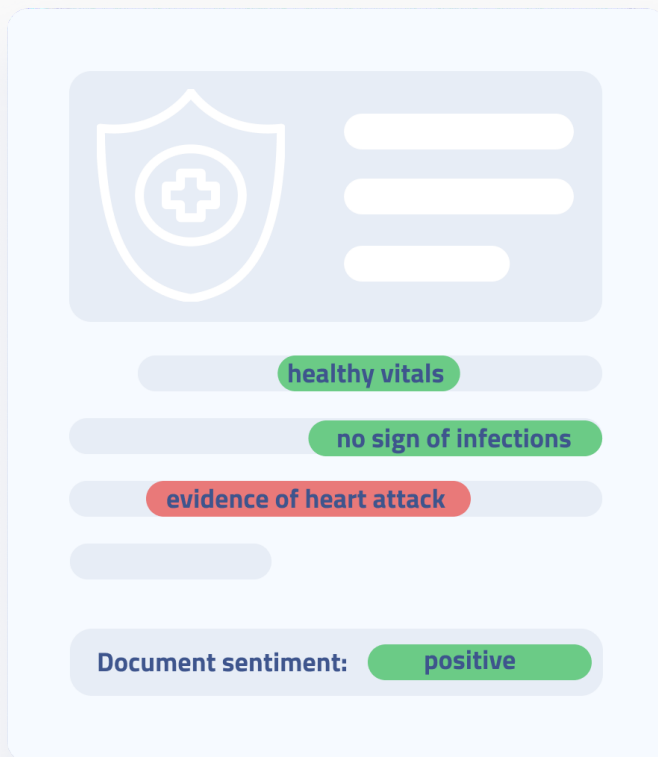 healthy vitals
no sign of infections
evidence of heart attack
Document sentiment: positive